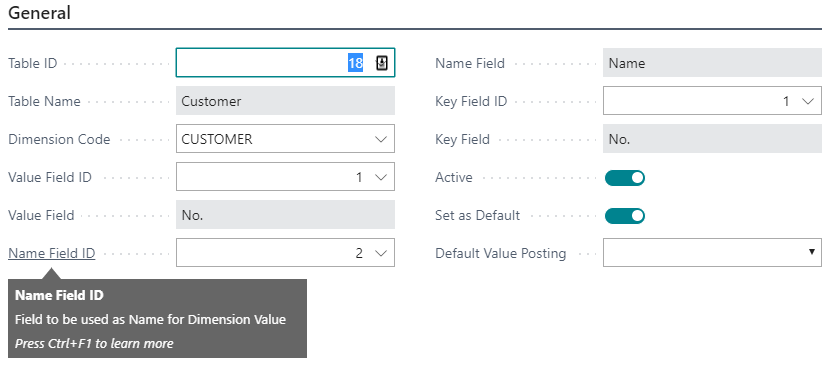 General
Table ID 18
Name Field Name
Table Name Customer
Key Field ID 1
Dimension Code CUSTOMER
Key Field No.
Value Field ID 1
Active
Value Field No.
Set as Default
Name Field ID 2
Default Value Posting
Name Field ID
Field to be used as Name for Dimension Value
Press Ctrl+F1 to learn more